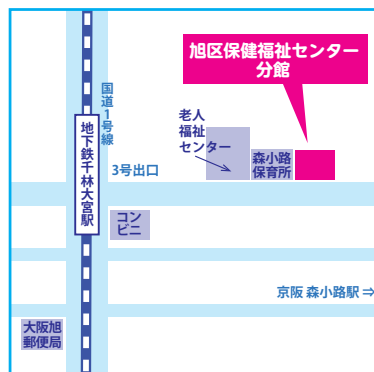 旭区保健福祉センター
分館
国道1号線
地下鉄千林大宮駅
老人
福祉
センター
森小路
保育所
3号出口
コン
ビニ
京阪 森小路駅⇒
大阪旭
郵便局